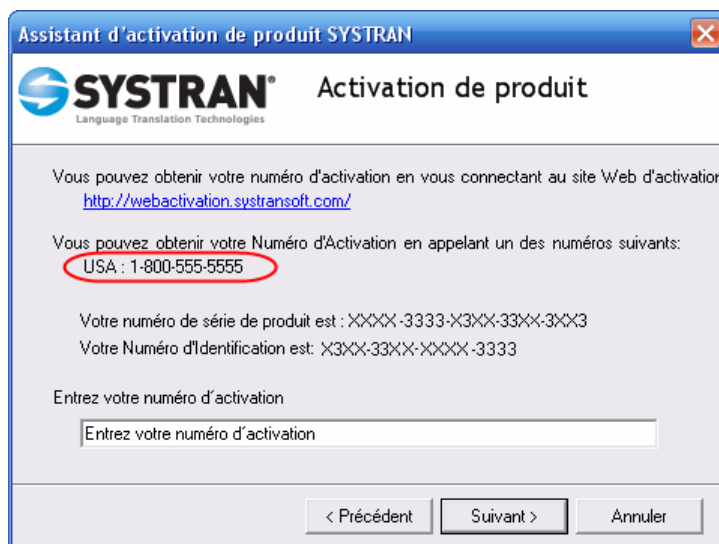 Assistant d'activation de produit SYSTRAN
SYSTRAN®
Language Translation Technologies
Activation de produit
Vous pouvez obtenir votre numéro d'activation en vous connectant au site Web d'activation
http://webactivation.systransoft.com/
Vous pouvez obtenir votre Numéro d'Activation en appelant un des numéros suivants:
USA : 1-800-555-5555
Votre numéro de série de produit est : XXXX-3333-X3XX-33XX-3XX3
Votre Numéro d'Identification est: X3XX-33XX-XXXX-3333
Entrez votre numéro d´activation
Entrez votre numéro d´activation
< Précédent
Suivant >
Annuler